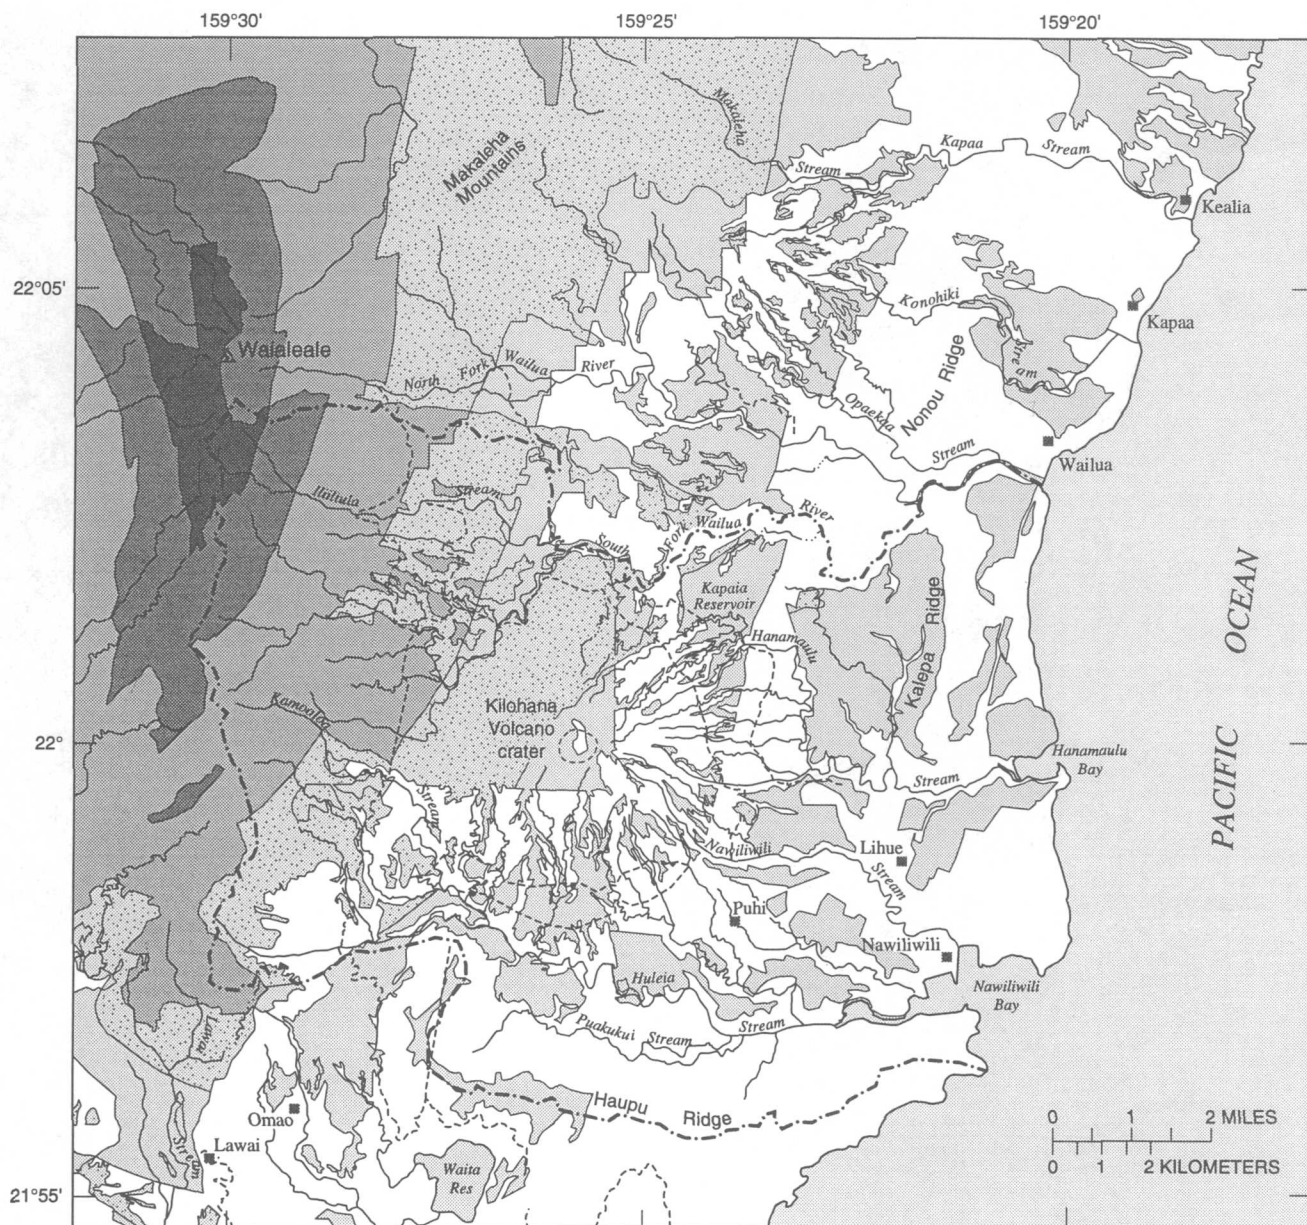 159°30'
159°25'
159°20'
Makaleha
Stream
Kapaa
Stream
Makaleha
Mountains
Kealia
22°05'
Konohiki
Stream
Kapaa
Waialeale
North Fork Wailua River
Nonou Ridge
Opaekaa
Stream
Wailua
Iliiliula
Stream
South Fork Wailua River
Kapaia
Reservoir
Hanamaulu
Stream
Kalepa Ridge
PACIFIC OCEAN
Kamooloa
Stream
Kilohana
Volcano
crater
22°
Hanamaulu
Bay
Nawiliwili
Stream
Lihue
Puhi
Nawiliwili
Nawiliwili
Bay
Huleia
Stream
Puakukui Stream
Lawai
Stream
Haupu Ridge
Omao
Lawai
Waita
Res
21°55'
0 1 2 MILES
0 1 2 KILOMETERS